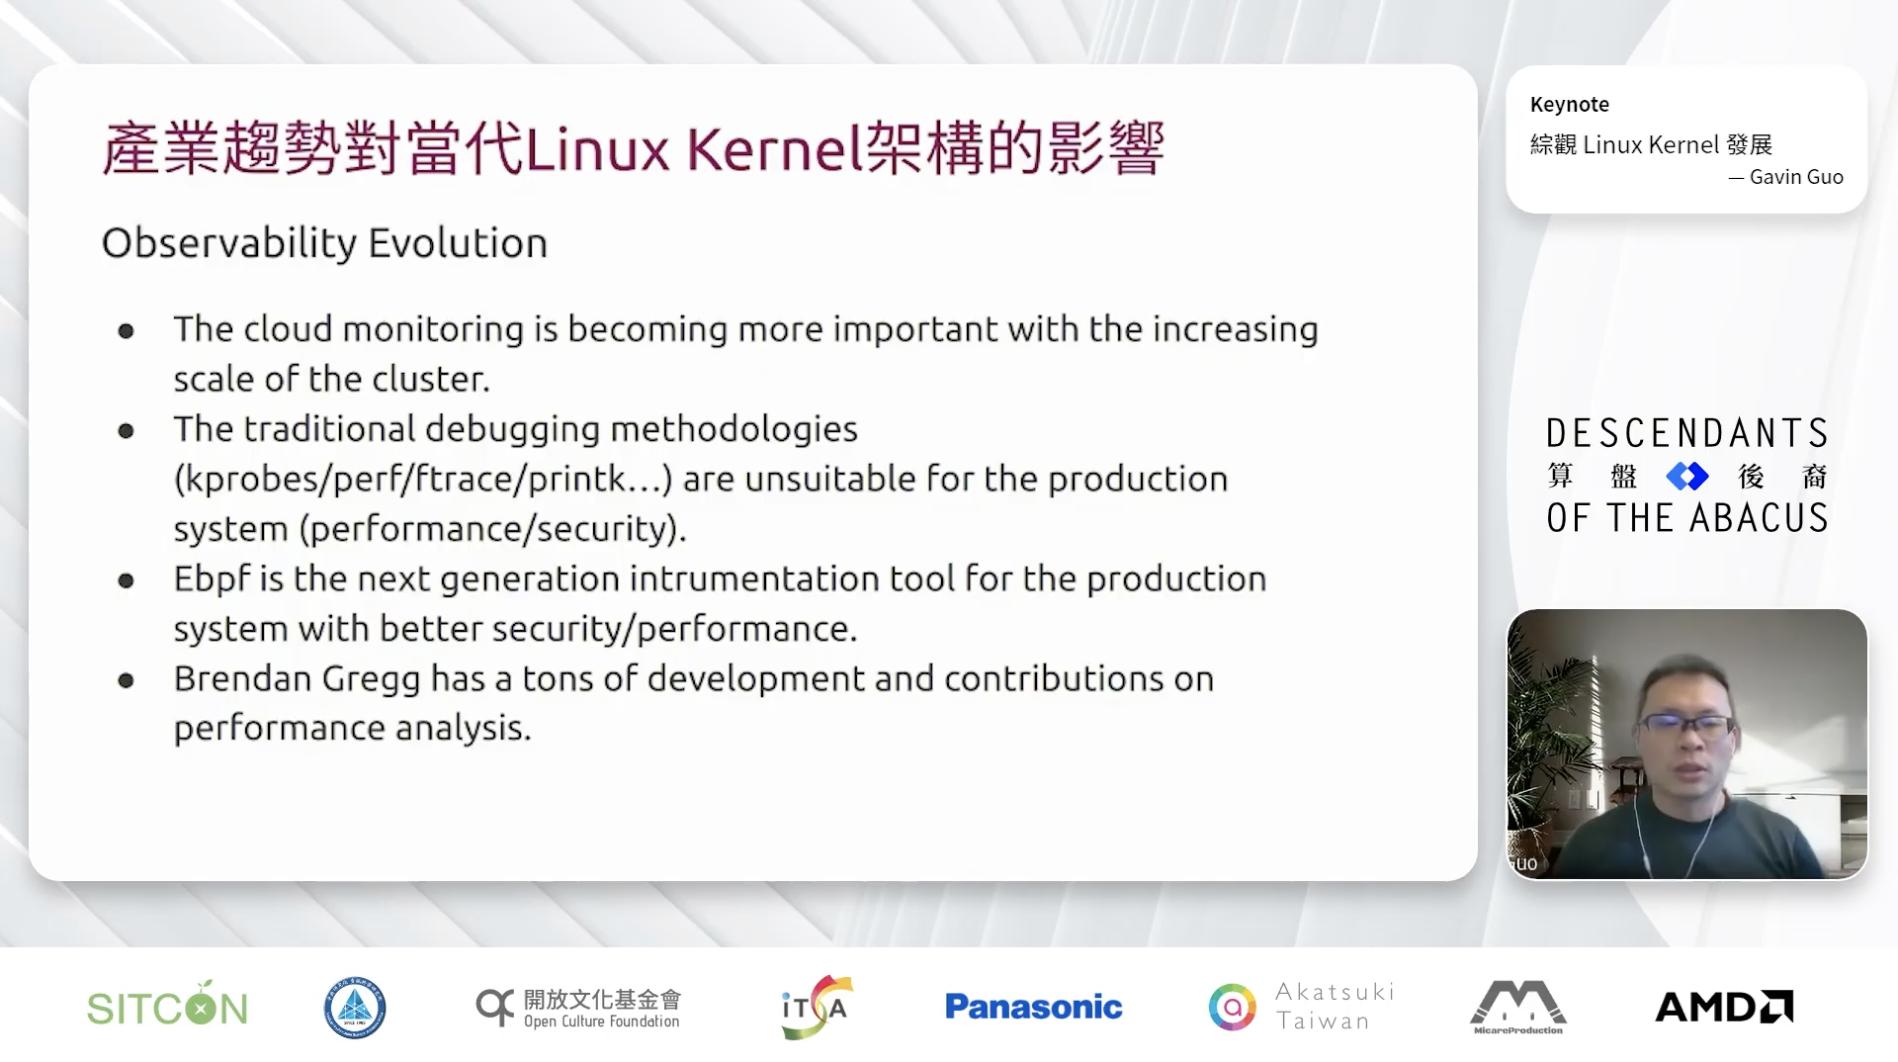 產業趨勢對當代Linux Kernel架構的影響
Observability Evolution
● The cloud monitoring is becoming more important with the increasing
scale of the cluster.
● The traditional debugging methodologies
(kprobes/perf/ftrace/printk...) are unsuitable for the production
system (performance/security).
● Ebpf is the next generation intrumentation tool for the production
system with better security/performance.
● Brendan Gregg has a tons of development and contributions on
performance analysis.
Keynote
綜觀 Linux Kernel 發展
— Gavin Guo
DESCENDANTS
算盤後裔
OF THE ABACUS
GUO
SITCON
開放文化基金會
Open Culture Foundation
iTSA
Panasonic
a
Akatsuki
Taiwan
MicareProduction
AMD